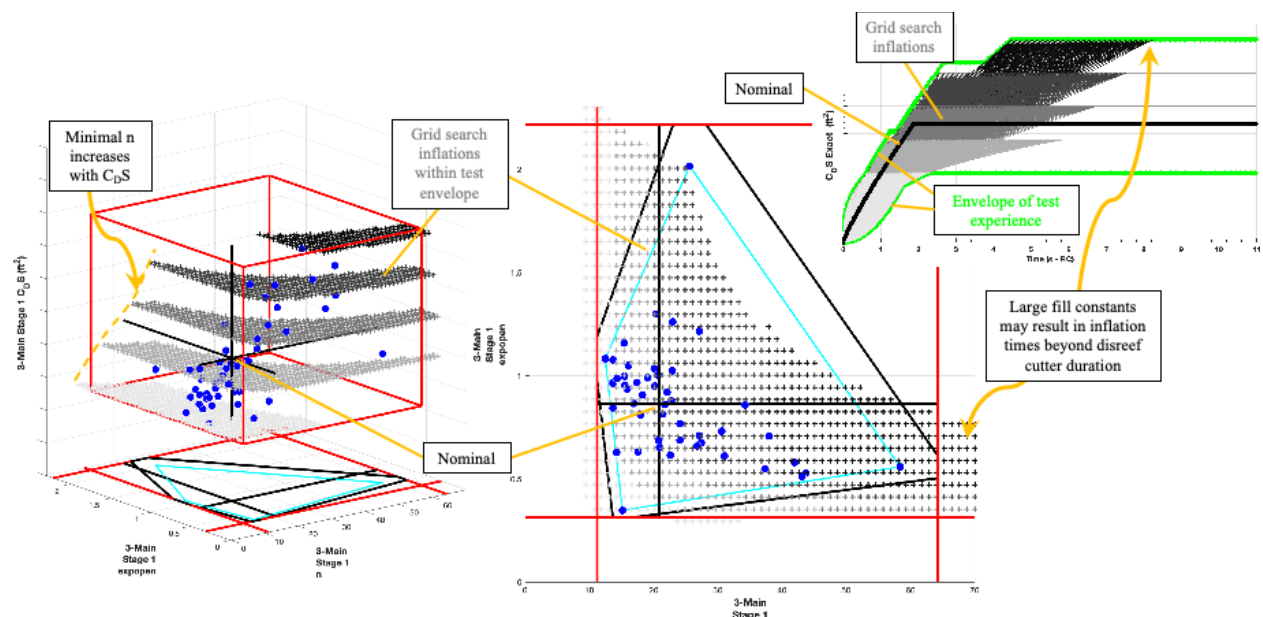 Grid search
inflations
Nominal
C_DS Exact (ft²)
Envelope of test
experience
0 1 2 3 4 5 6 7 8 9 10 11
Minimal n
increases
with C_DS
Grid search
inflations
within test
envelope
3-Main Stage 1 C_DS (ft²)
Nominal
2
1.5
1
0.5
0
0
10
20
30
40
50
60
3-Main
Stage 1
expopen
3-Main
Stage 1
n
3-Main
Stage 1
expopen
2
1.5
1
0.5
0
0 10 20 30 40 50 60 70
3-Main
Stage 1
Large fill constants
may result in inflation
times beyond disreef
cutter duration